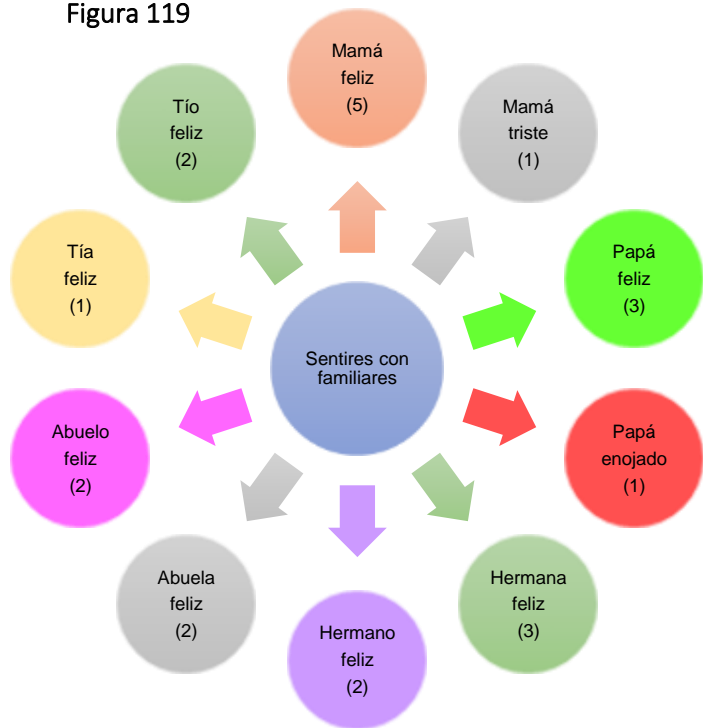 Figura 119
Mamá
feliz
(5)
Mamá
triste
(1)
Papá
feliz
(3)
Papá
enojado
(1)
Hermana
feliz
(3)
Hermano
feliz
(2)
Abuela
feliz
(2)
Abuelo
feliz
(2)
Tía
feliz
(1)
Tío
feliz
(2)
Sentires con
familiares